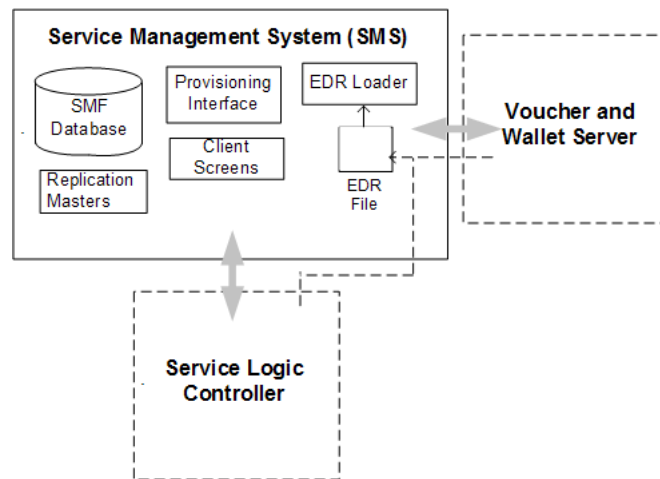 Service Management System (SMS)
SMF
Database
Provisioning
Interface
EDR Loader
Client
Screens
Replication
Masters
EDR
File
Voucher and
Wallet Server
Service Logic
Controller